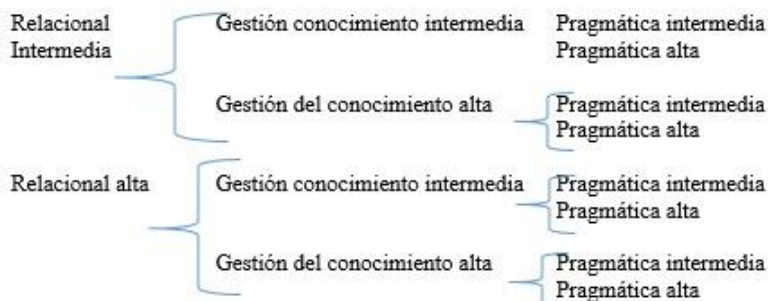 Relacional Gestión conocimiento intermedia Pragmática intermedia
Intermedia Pragmática alta
Gestión del conocimiento alta Pragmática intermedia
Pragmática alta
Relacional alta Gestión conocimiento intermedia Pragmática intermedia
Pragmática alta
Gestión del conocimiento alta Pragmática intermedia
Pragmática alta